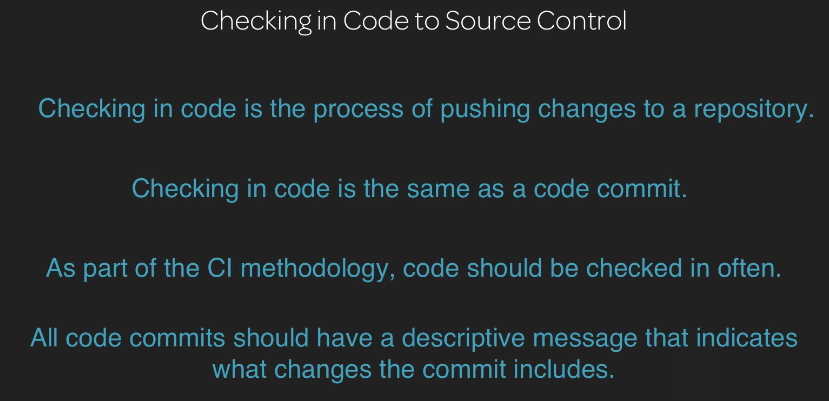 Checking in Code to Source Control
Checking in code is the process of pushing changes to a repository.
Checking in code is the same as a code commit.
As part of the CI methodology, code should be checked in often.
All code commits should have a descriptive message that indicates
what changes the commit includes.